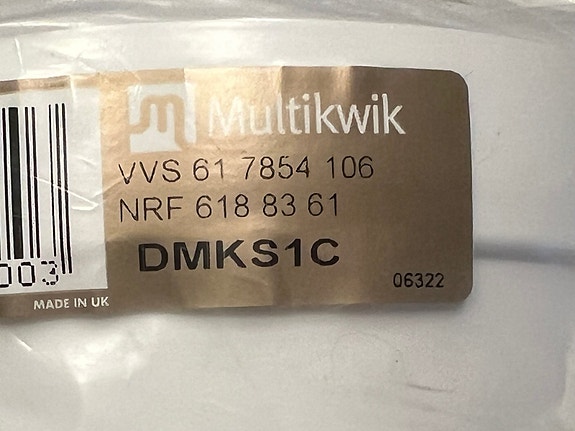 Multikwik
VVS 61 7854 106
NRF 618 83 61
DMKS1C
003
06322
MADE IN UK